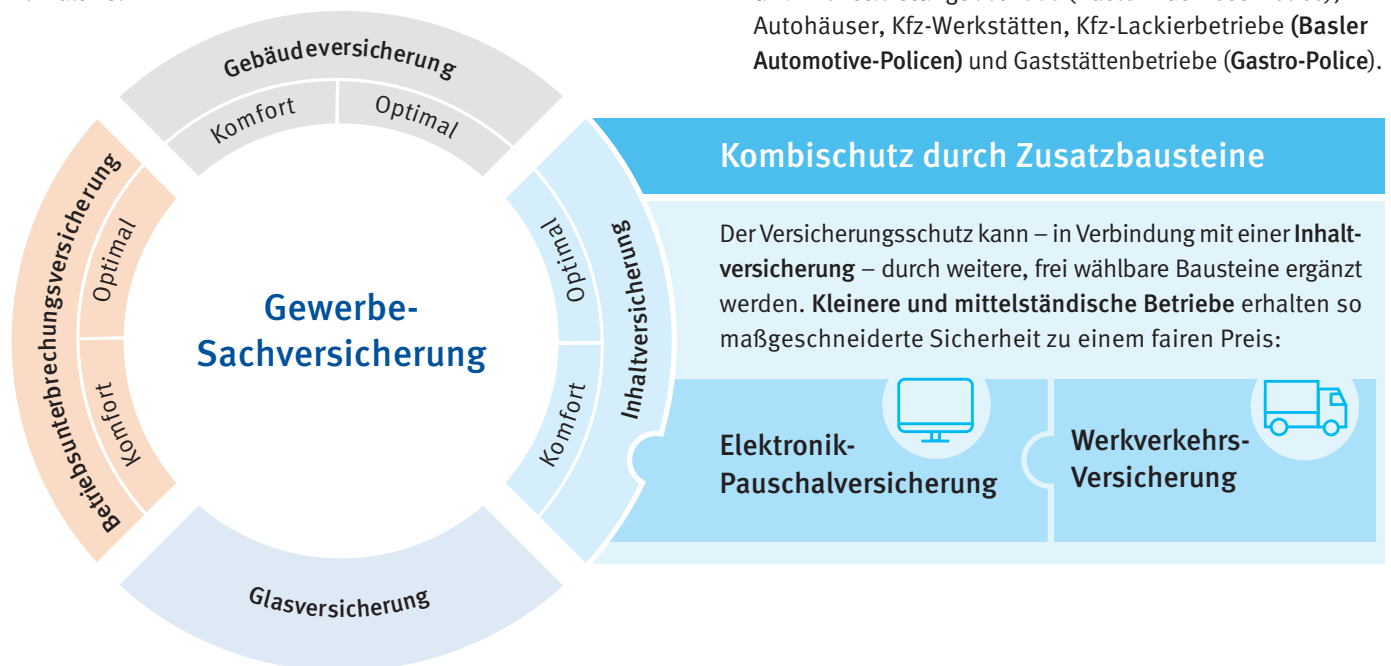 Autohäuser, Kfz-Werkstätten, Kfz-Lackierbetriebe (Basler
Automotive-Policen) und Gaststättenbetriebe (Gastro-Police).
Gebäudeversicherung
Komfort
Optimal
Betriebsunterbrechungsversicherung
Optimal
Komfort
Gewerbe-
Sachversicherung
Optimal
Komfort
Inhaltversicherung
Glasversicherung
Kombischutz durch Zusatzbausteine
Der Versicherungsschutz kann – in Verbindung mit einer Inhalt-
versicherung – durch weitere, frei wählbare Bausteine ergänzt
werden. Kleinere und mittelständische Betriebe erhalten so
maßgeschneiderte Sicherheit zu einem fairen Preis:
Elektronik-
Pauschalversicherung
Werkverkehrs-
Versicherung